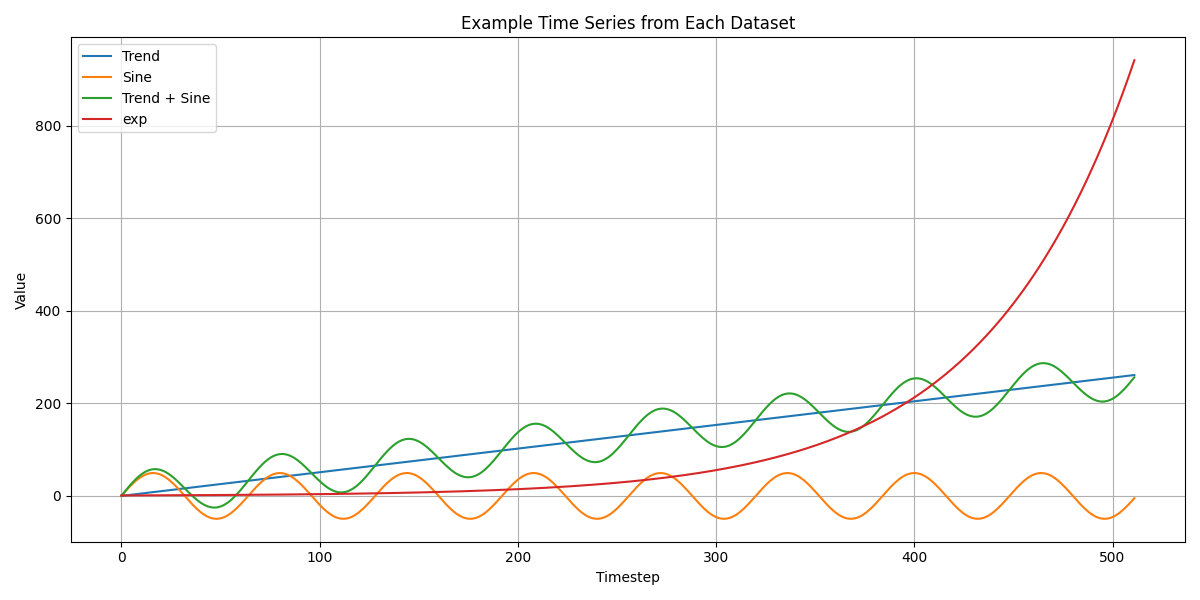 Example Time Series from Each Dataset
Trend
Sine
Trend + Sine
exp
800
600
400
200
0
Value
0 100 200 300 400 500
Timestep